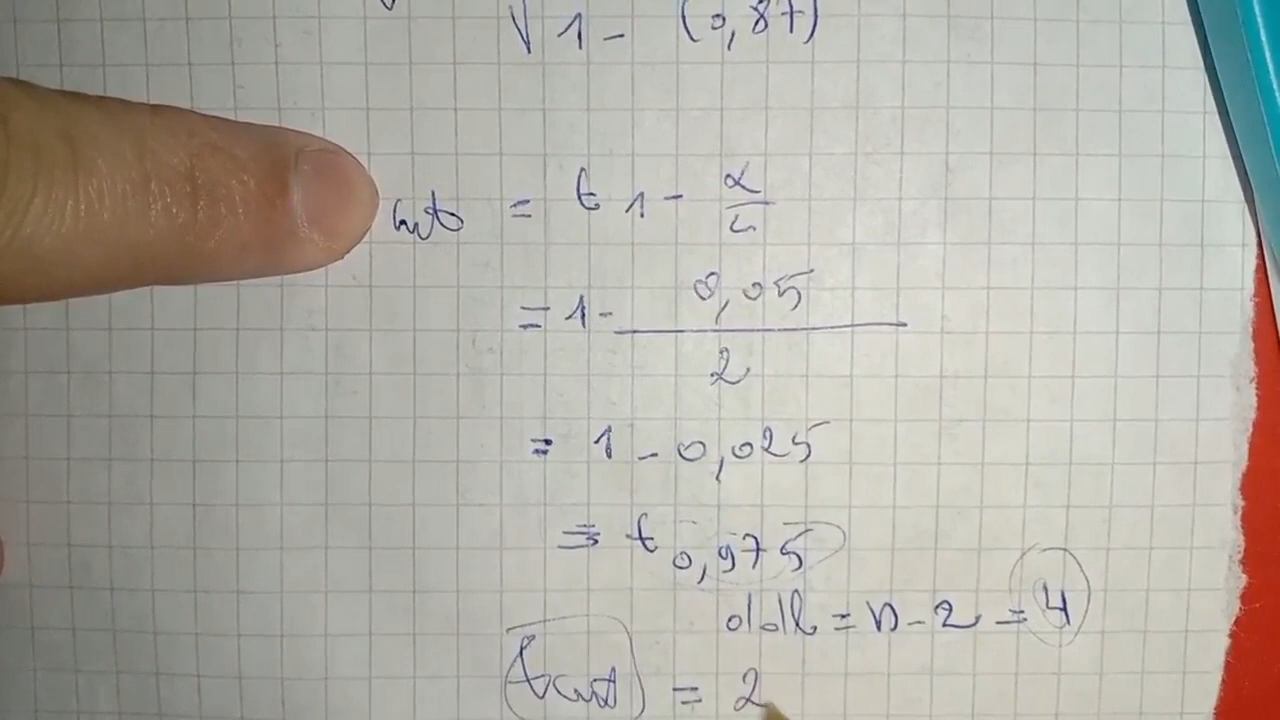 √ 1 - (0,87)
crit = t 1 - α/2
= 1 - 0,05/2
= 1 - 0,025
= t 0,975
ddl = n - 2 = 4
tcrit = 2